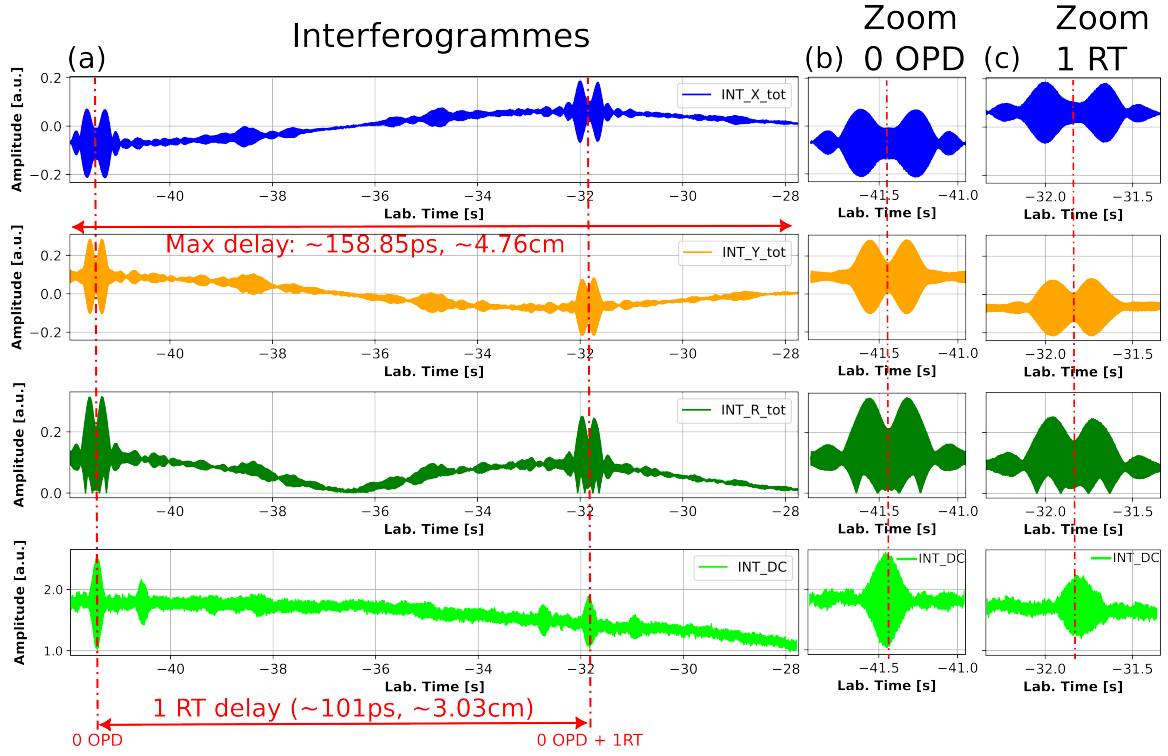 Interferogrammes
Zoom
0 OPD
Zoom
1 RT
(a)
(b)
(c)
Amplitude [a.u.]
0.2
0.0
−0.2
INT_X_tot
−40
−38
−36
−34
−32
−30
−28
Lab. Time [s]
−41.5
−41.0
Lab. Time [s]
−32.0
−31.5
Lab. Time [s]
Max delay: ~158.85ps, ~4.76cm
Amplitude [a.u.]
0.2
0.0
−0.2
INT_Y_tot
−40
−38
−36
−34
−32
−30
−28
Lab. Time [s]
−41.5
−41.0
Lab. Time [s]
−32.0
−31.5
Lab. Time [s]
Amplitude [a.u.]
0.2
0.0
INT_R_tot
−40
−38
−36
−34
−32
−30
−28
Lab. Time [s]
−41.5
−41.0
Lab. Time [s]
−32.0
−31.5
Lab. Time [s]
Amplitude [a.u.]
2.0
1.0
INT_DC
INT_DC
INT_DC
−40
−38
−36
−34
−32
−30
−28
Lab. Time [s]
−41.5
−41.0
Lab. Time [s]
−32.0
−31.5
Lab. Time [s]
1 RT delay (~101ps, ~3.03cm)
0 OPD
0 OPD + 1RT